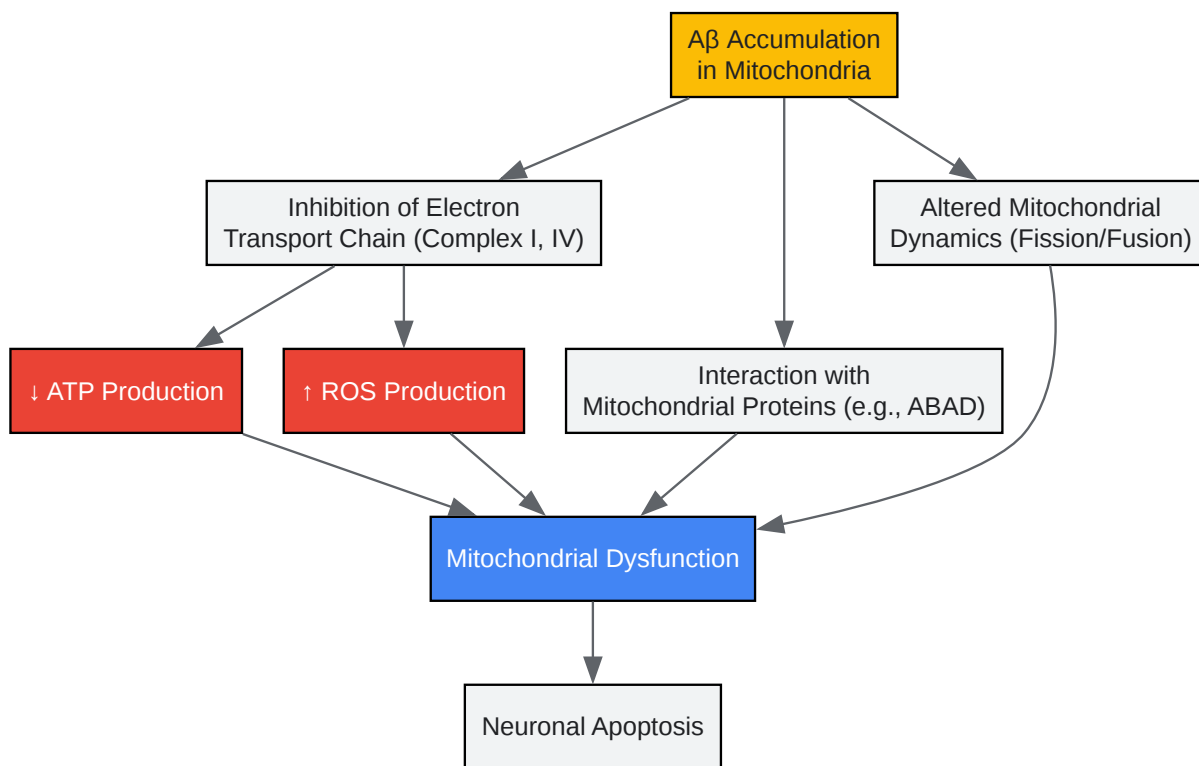 Aβ Accumulation
in Mitochondria
Inhibition of Electron
Transport Chain (Complex I, IV)
Altered Mitochondrial
Dynamics (Fission/Fusion)
↓ ATP Production
↑ ROS Production
Interaction with
Mitochondrial Proteins (e.g., ABAD)
Mitochondrial Dysfunction
Neuronal Apoptosis